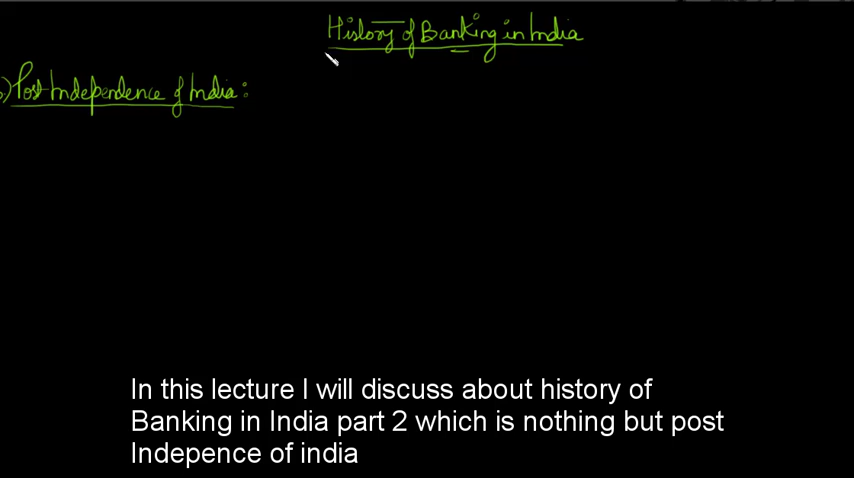 History of Banking in India
Post Independence of India :
In this lecture I will discuss about history of
Banking in India part 2 which is nothing but post
Indepence of india